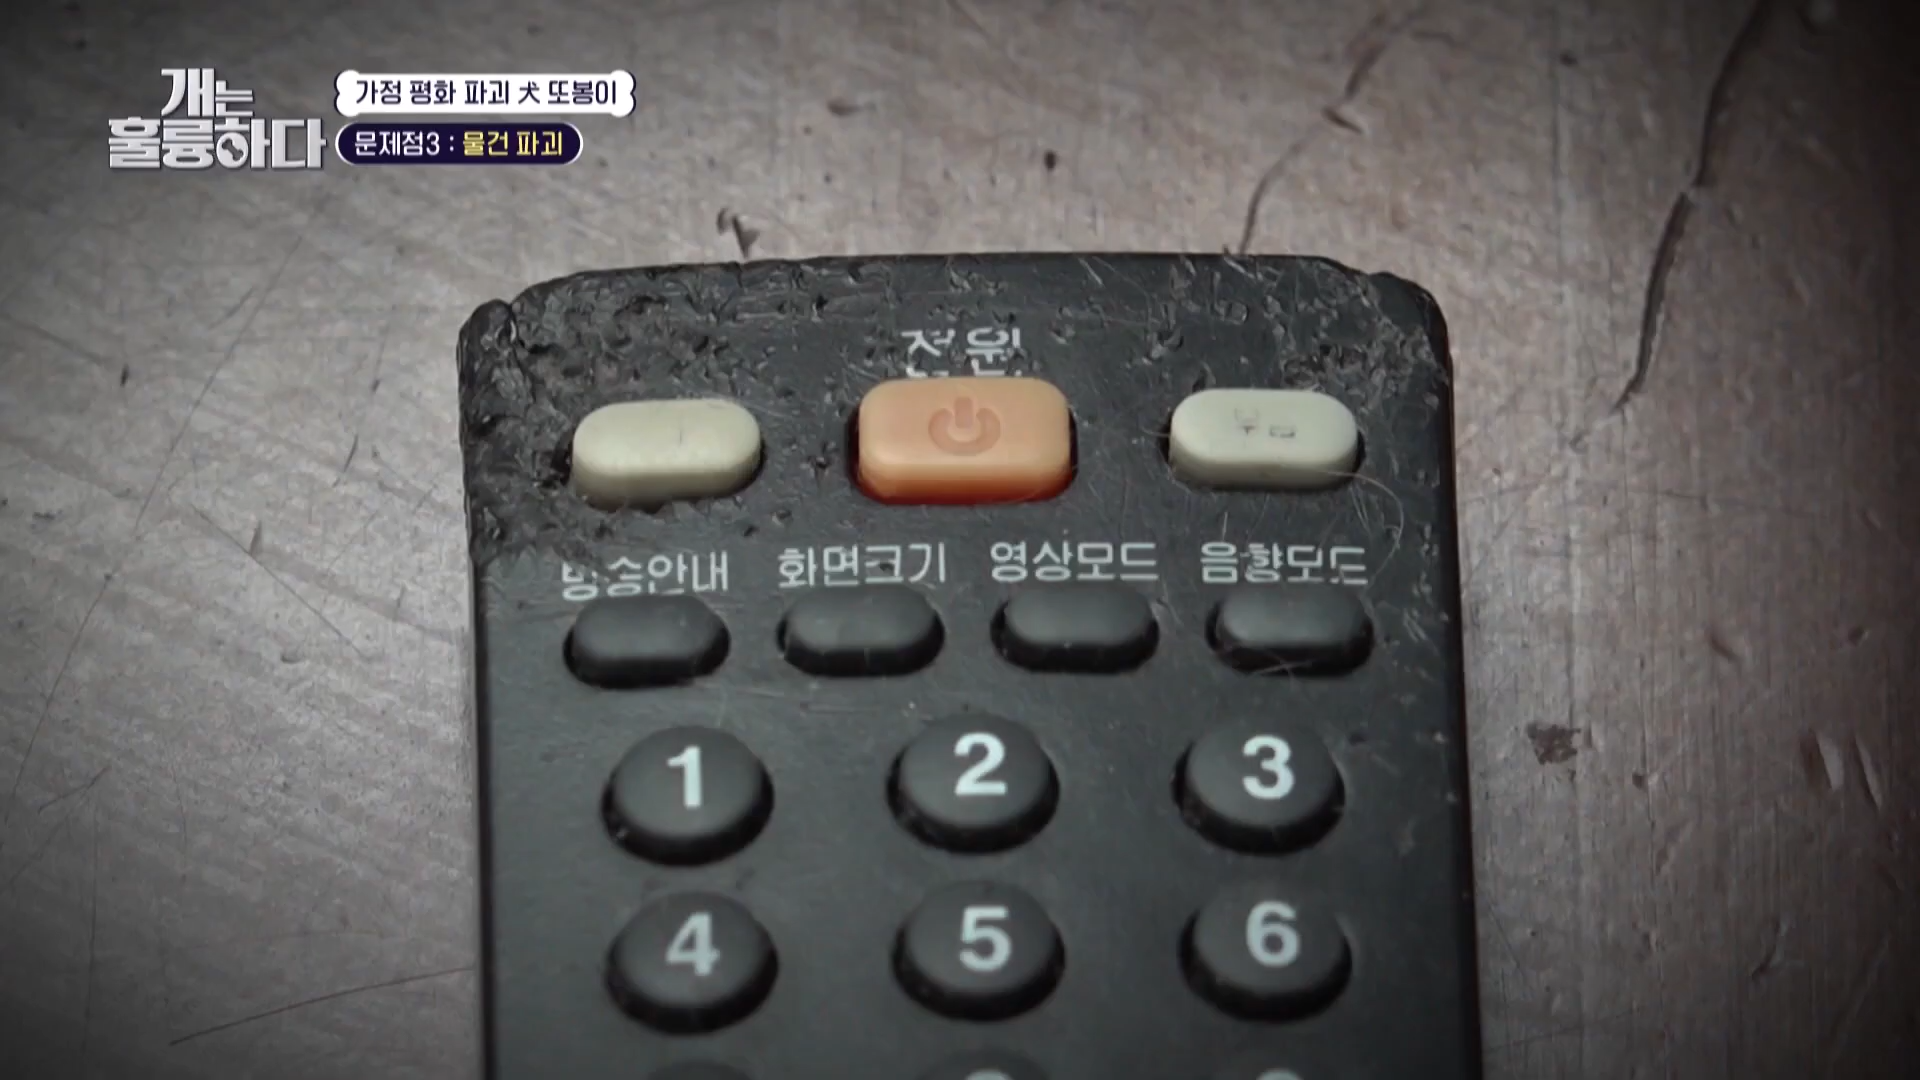 개는
훌륭하다
가정 평화 파괴 犬 또봉이
문제점3 : 물건 파괴
전원
방송안내 화면크기 영상모드 음향모드
1 2 3
4 5 6